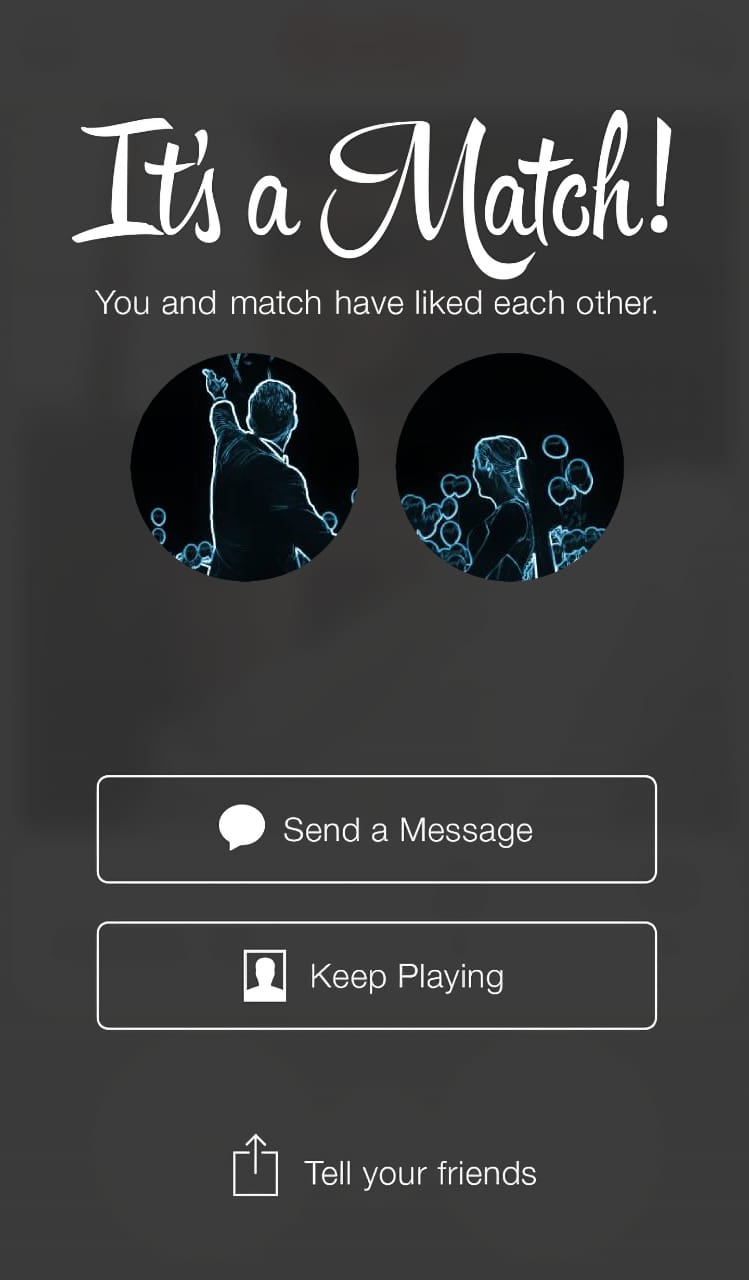 It's a Match!
You and match have liked each other.
Send a Message
Keep Playing
Tell your friends